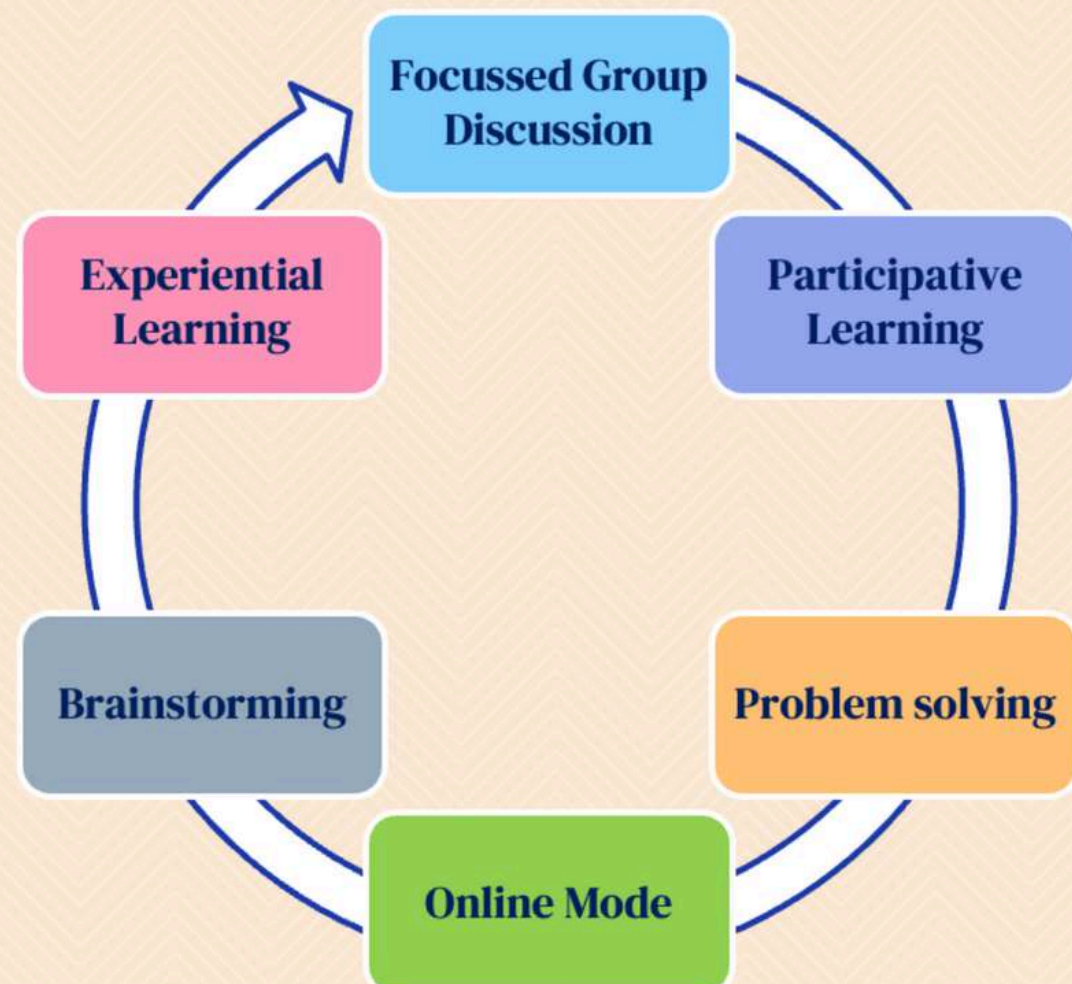 Focussed Group
Discussion
Experiential
Learning
Participative
Learning
Brainstorming
Problem solving
Online Mode